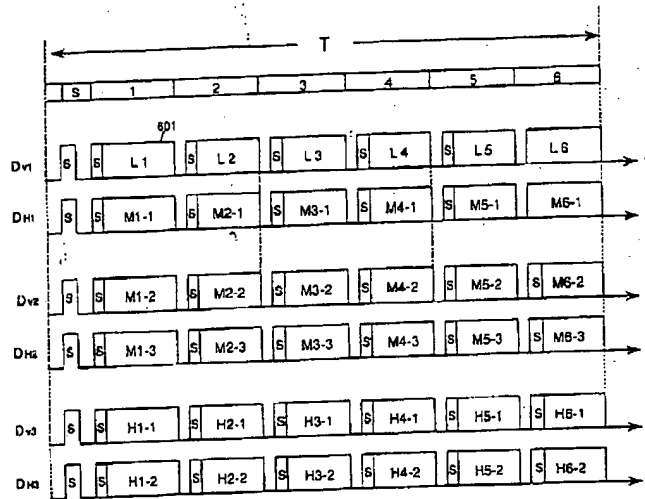 T
S 1 2 3 4 5 6
601
DV1 S S L1 S L2 S L3 S L4 S L5 L6
DH1 S S M1-1 S M2-1 S M3-1 S M4-1 S M5-1 M6-1
DV2 S S M1-2 S M2-2 S M3-2 S M4-2 S M5-2 S M6-2
DH2 S S M1-3 S M2-3 S M3-3 S M4-3 S M5-3 S M6-3
DV3 S S H1-1 S H2-1 S H3-1 S H4-1 S H5-1 S H6-1
DH3 S S H1-2 S H2-2 S H3-2 S H4-2 S H5-2 S H6-2